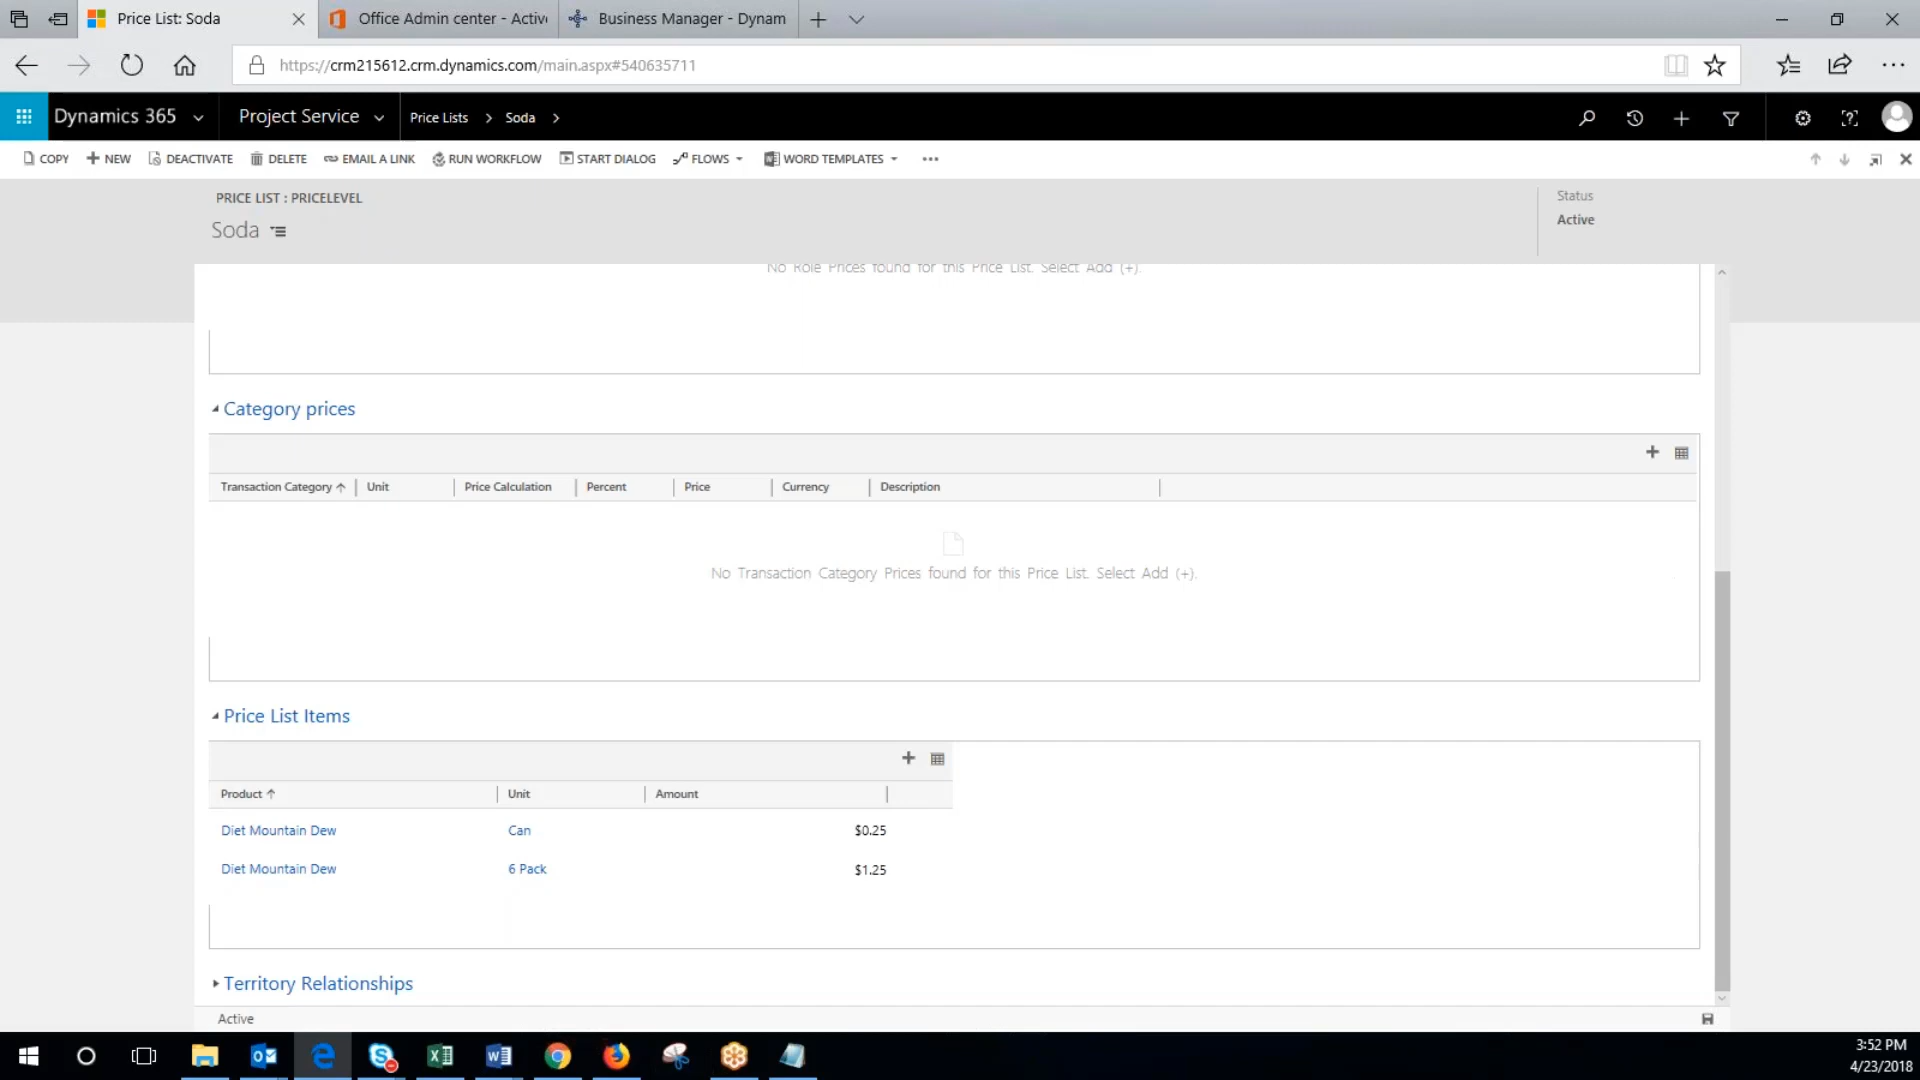 Price List: Soda
Office Admin center - Active
Business Manager - Dynam
https://crm215612.crm.dynamics.com/main.aspx#540635711
Dynamics 365
Project Service
Price Lists
Soda
COPY
NEW
DEACTIVATE
DELETE
EMAIL A LINK
RUN WORKFLOW
START DIALOG
FLOWS
WORD TEMPLATES
PRICE LIST : PRICELEVEL
Soda
Status
Active
No Role Prices found for this Price List. Select Add (+).
Category prices
Transaction Category
Unit
Price Calculation
Percent
Price
Currency
Description
No Transaction Category Prices found for this Price List. Select Add (+).
Price List Items
Product
Unit
Amount
Diet Mountain Dew
Can
$0.25
Diet Mountain Dew
6 Pack
$1.25
Territory Relationships
Active
3:52 PM
4/23/2018